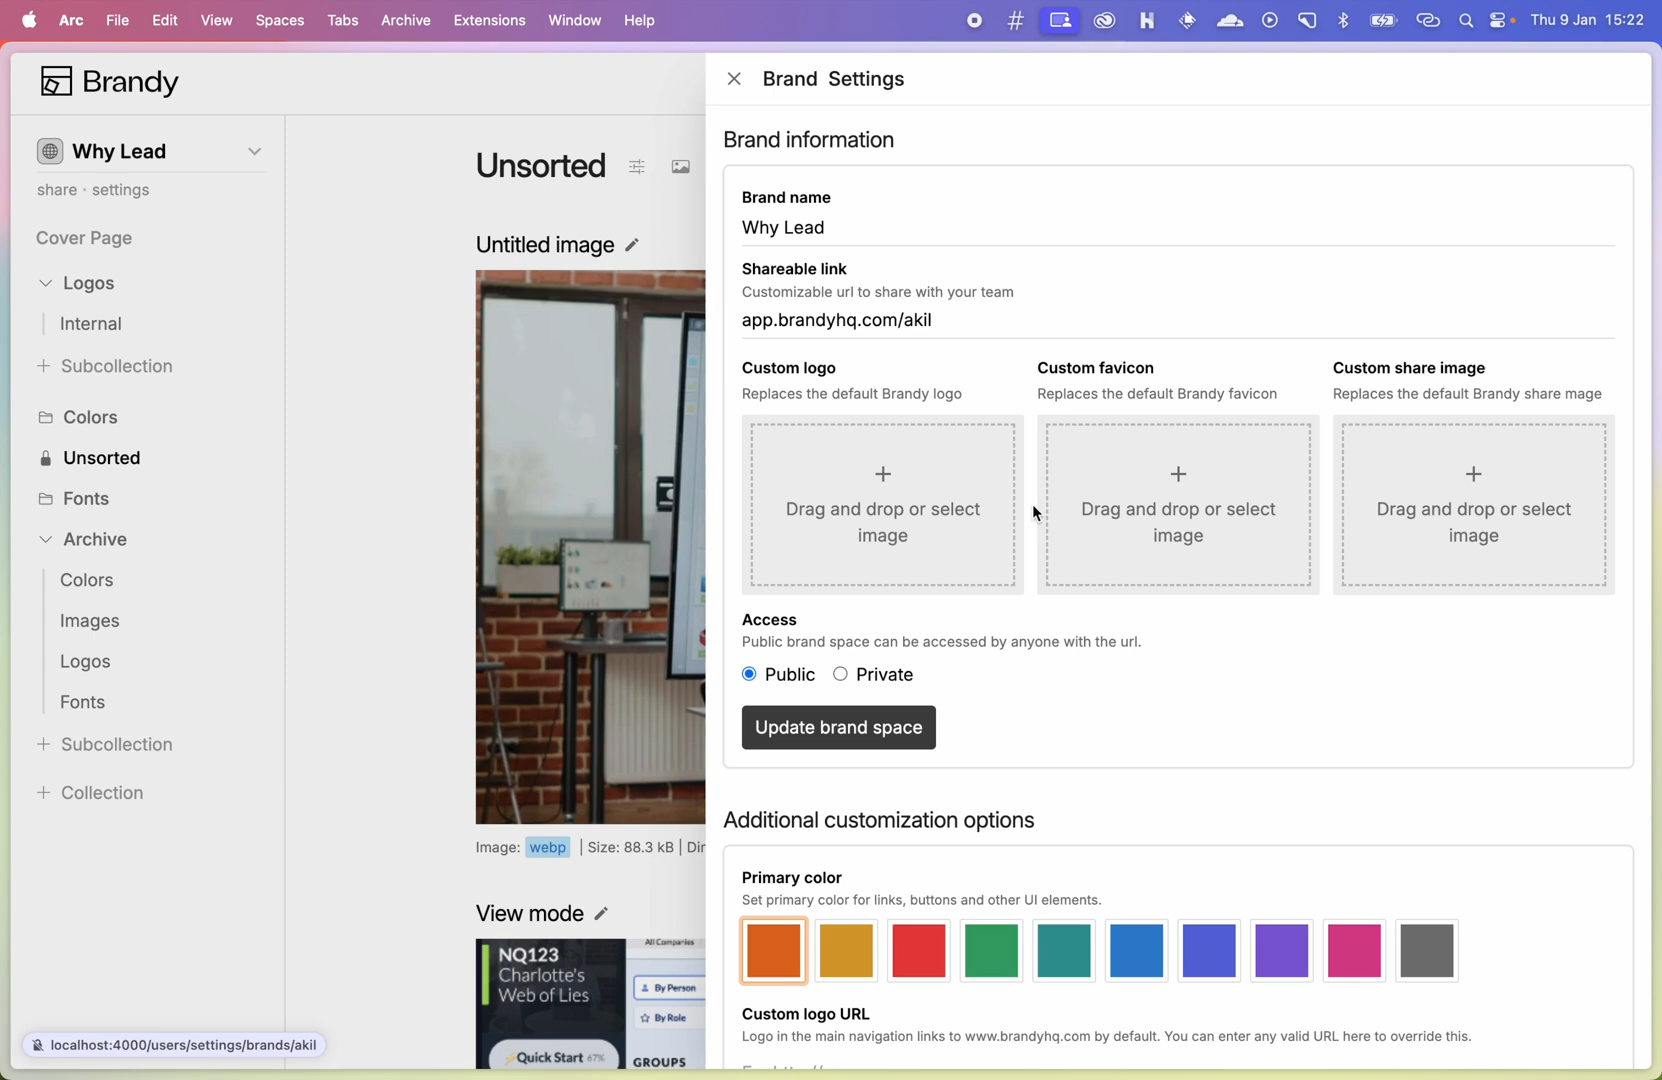 Arc File Edit View Spaces Tabs Archive Extensions Window Help Thu 9 Jan 15:22
Brandy
Why Lead
share · settings
Cover Page
Logos
Internal
+ Subcollection
Colors
Unsorted
Fonts
Archive
Colors
Images
Logos
Fonts
+ Subcollection
+ Collection
localhost:4000/users/settings/brands/akil
Unsorted
Untitled image
Image: webp | Size: 88.3 kB | Dir
View mode
NQ123
Charlotte's
Web of Lies
Quick Start 67%
All Companies
By Person
By Role
GROUPS
Brand Settings
Brand information
Brand name
Why Lead
Shareable link
Customizable url to share with your team
app.brandyhq.com/akil
Custom logo
Replaces the default Brandy logo
+
Drag and drop or select
image
Custom favicon
Replaces the default Brandy favicon
+
Drag and drop or select
image
Custom share image
Replaces the default Brandy share mage
+
Drag and drop or select
image
Access
Public brand space can be accessed by anyone with the url.
Public Private
Update brand space
Additional customization options
Primary color
Set primary color for links, buttons and other UI elements.
Custom logo URL
Logo in the main navigation links to www.brandyhq.com by default. You can enter any valid URL here to override this.